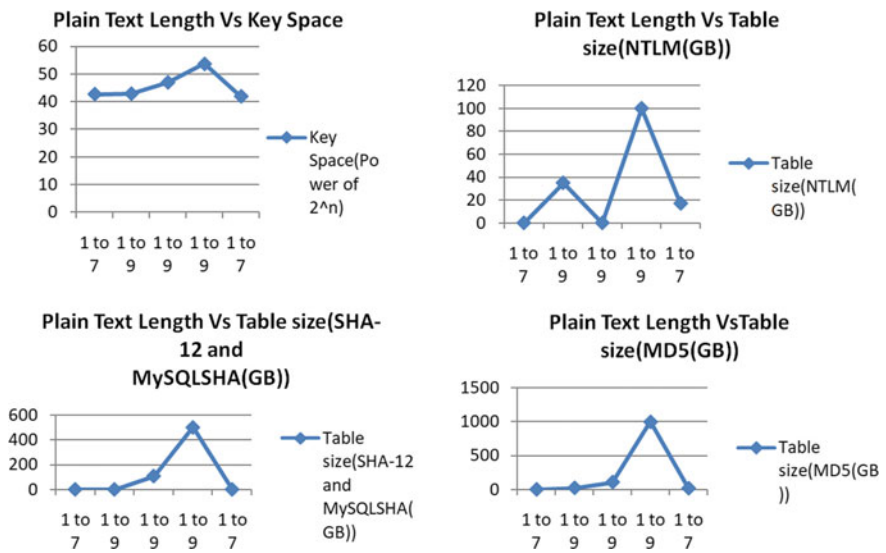 Plain Text Length Vs Key Space
60
50
40
30
20
10
0
1 to 1 to 1 to 1 to 1 to
7 9 9 9 7
Key
Space(Po
wer of
2^n)
Plain Text Length Vs Table
size(NTLM(GB))
120
100
80
60
40
20
0
1 to 1 to 1 to 1 to 1 to
7 9 9 9 7
Table
size(NTLM(
GB))
Plain Text Length Vs Table size(SHA-
12 and
MySQLSHA(GB))
600
400
200
0
1 to 1 to 1 to 1 to 1 to
7 9 9 9 7
Table
size(SHA-12
and
MySQLSHA(
GB))
Plain Text Length VsTable
size(MD5(GB))
1500
1000
500
0
1 to 1 to 1 to 1 to 1 to
7 9 9 9 7
Table
size(MD5(GB
))